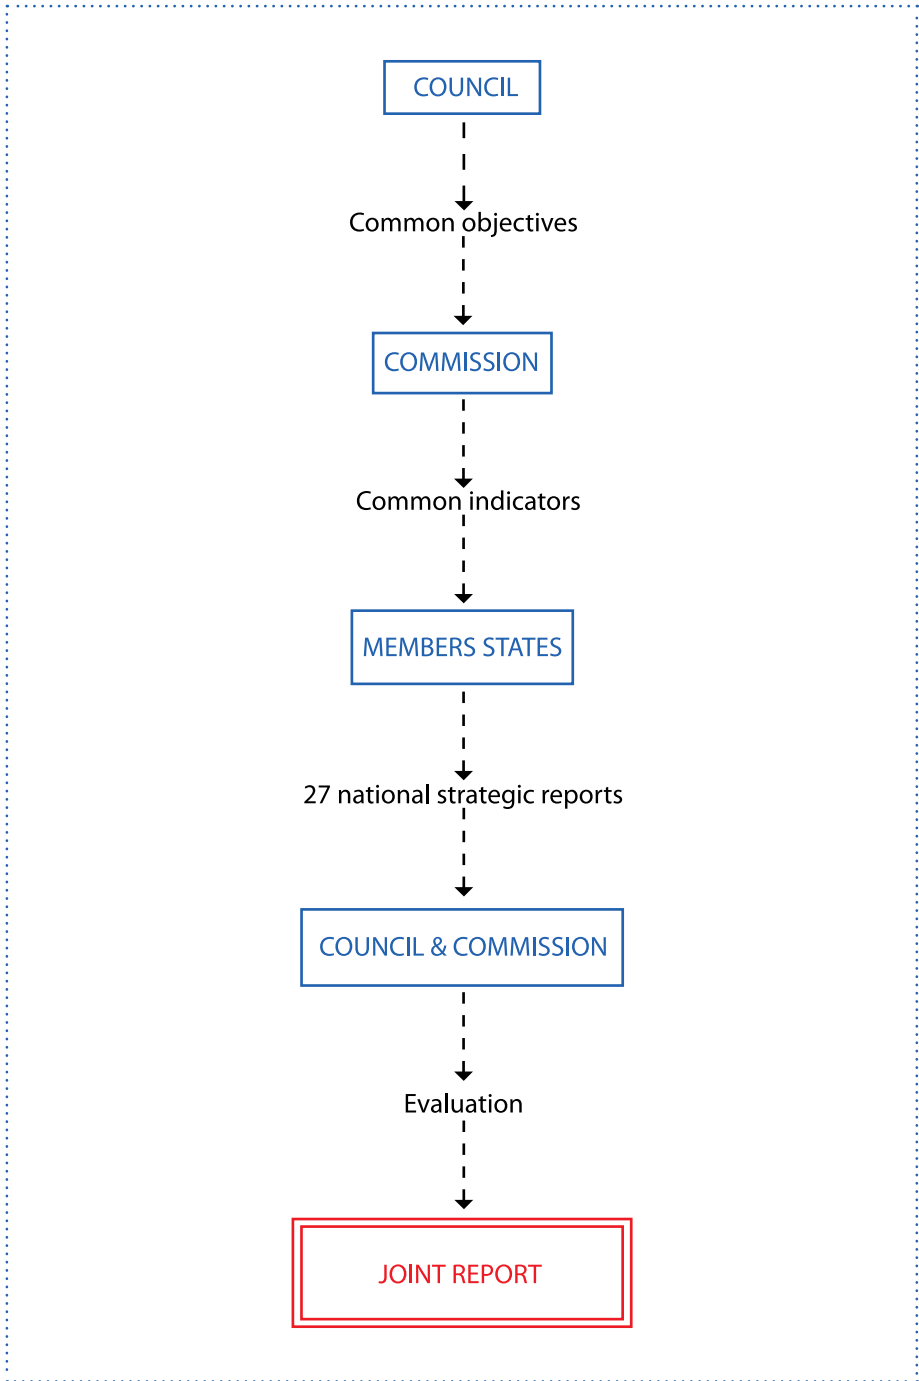 COUNCIL
Common objectives
COMMISSION
Common indicators
MEMBERS STATES
27 national strategic reports
COUNCIL & COMMISSION
Evaluation
JOINT REPORT